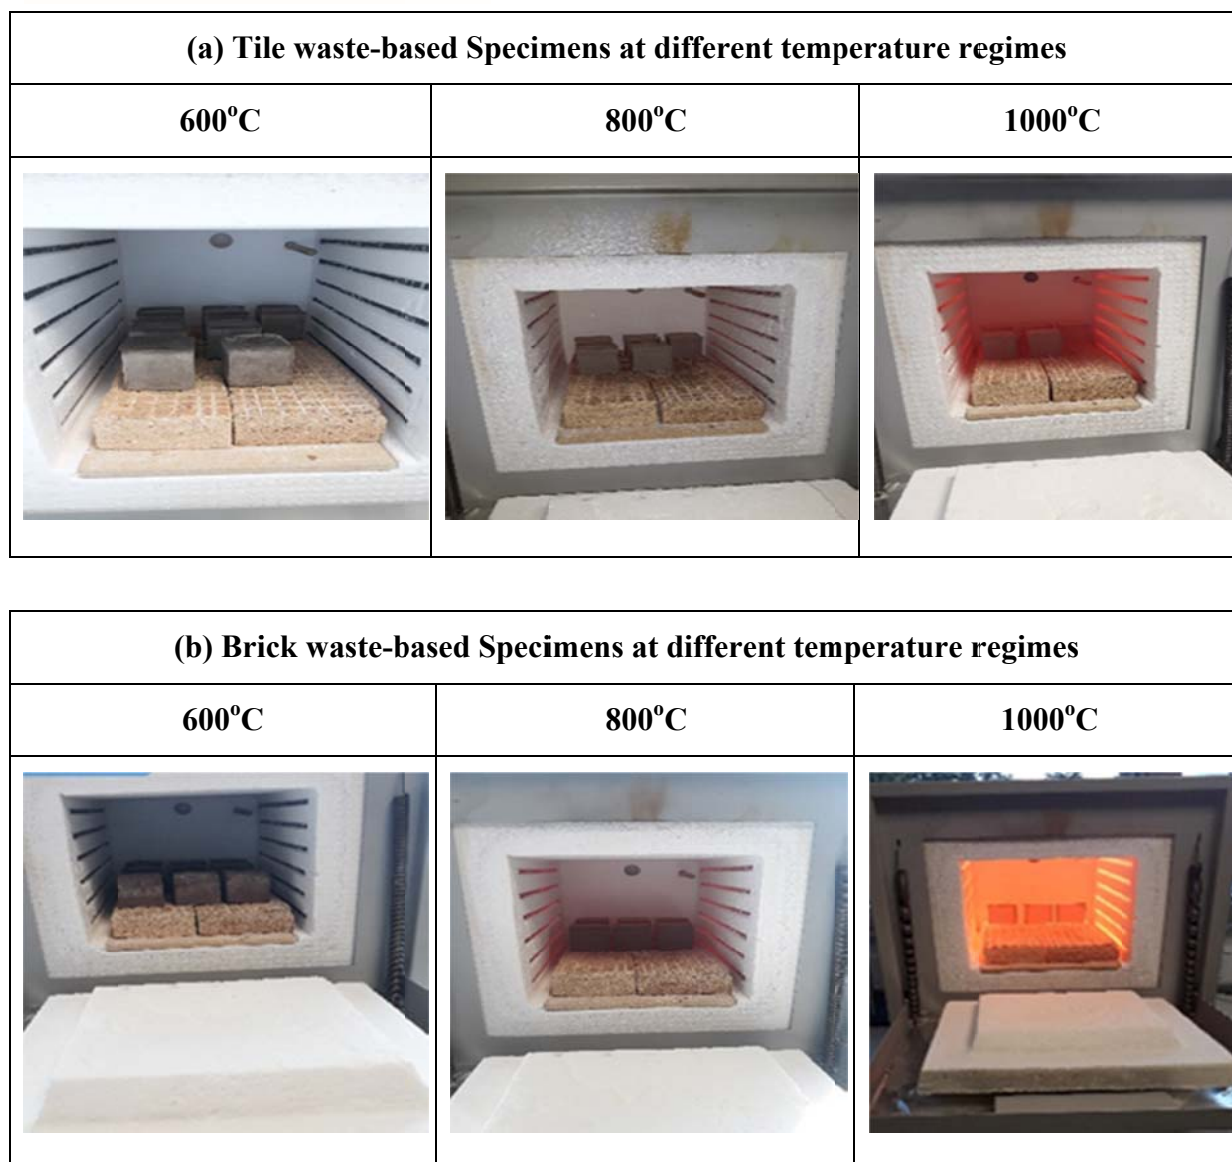 (a) Tile waste-based Specimens at different temperature regimes
600°C 800°C 1000°C
(b) Brick waste-based Specimens at different temperature regimes
600°C 800°C 1000°C